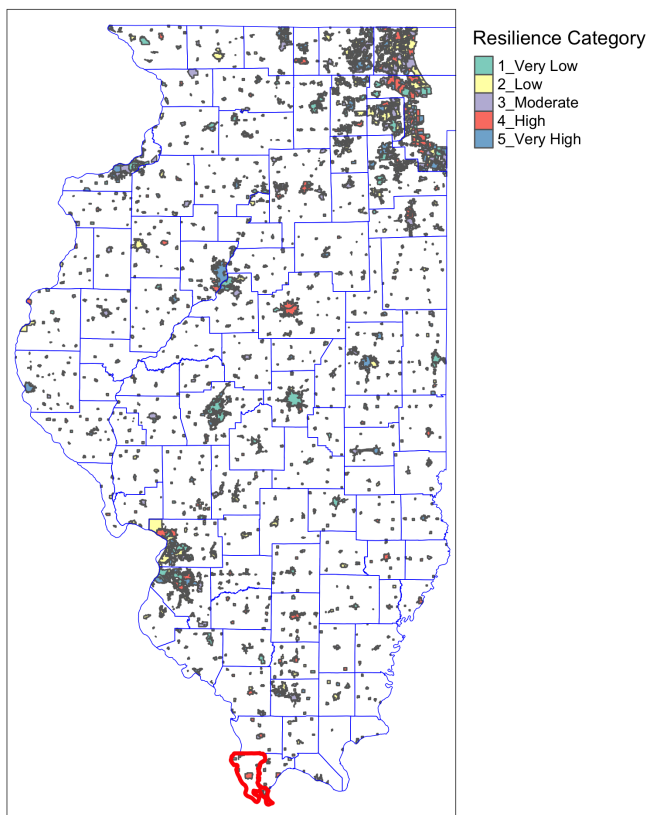 Resilience Category
1_Very Low
2_Low
3_Moderate
4_High
5_Very High